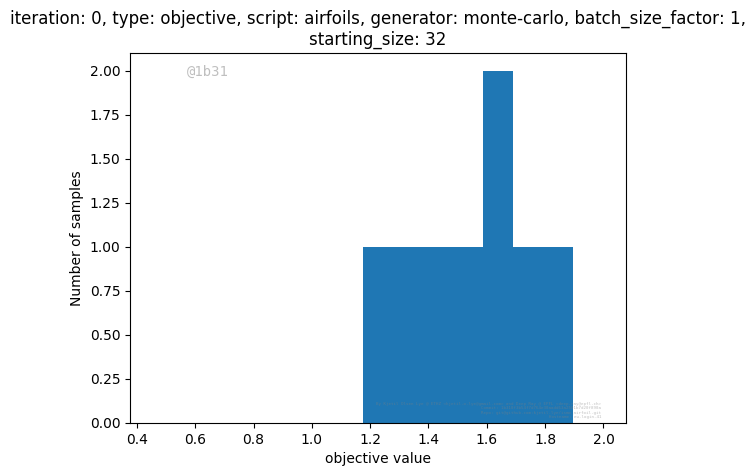 iteration: 0, type: objective, script: airfoils, generator: monte-carlo, batch_size_factor: 1,
starting_size: 32
@1b31
2.00
1.75
1.50
1.25
1.00
0.75
0.50
0.25
0.00
Number of samples
0.4 0.6 0.8 1.0 1.2 1.4 1.6 1.8 2.0
objective value